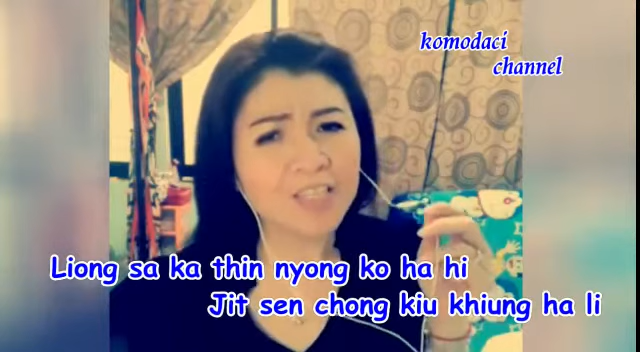 komodaci
channel
Liong sa ka thin nyong ko ha hi
Jit sen chong kiu khiung ha li